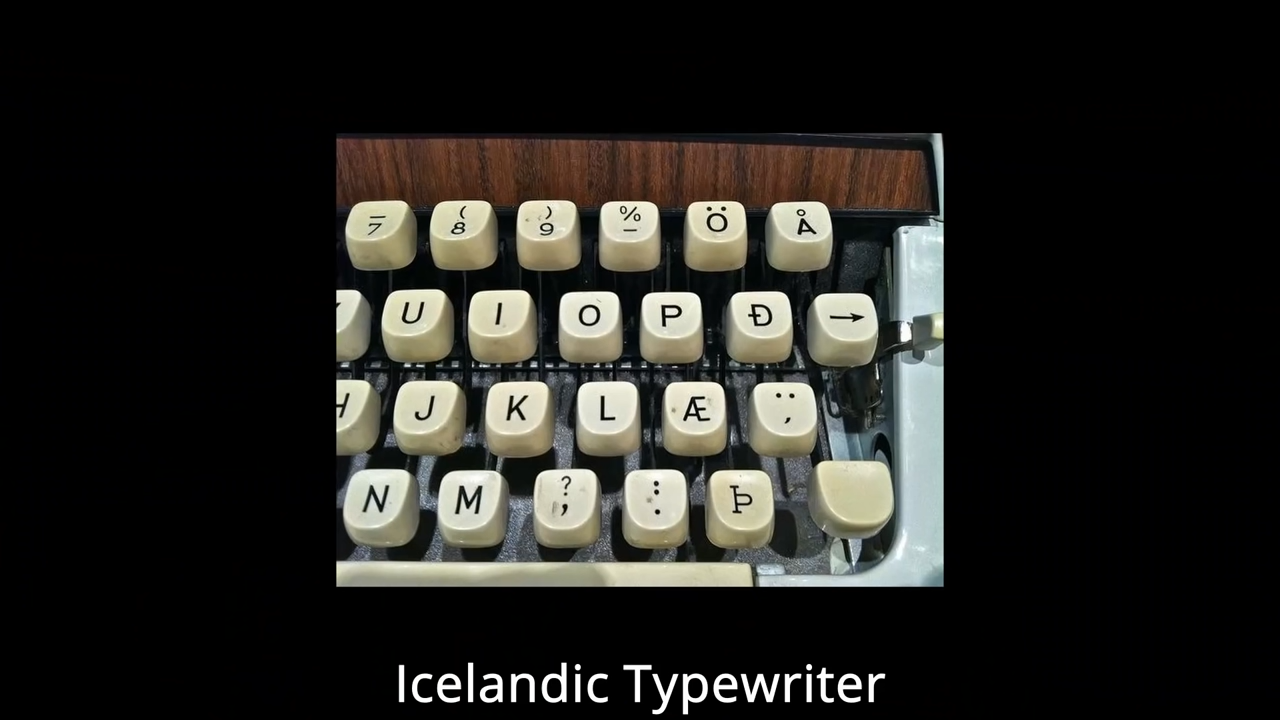 _ ( ) %
7 8 9 - Ö Å
U I O P Ð →
H J K L Æ ¨ ,
N M ? ; : . Þ
Icelandic Typewriter